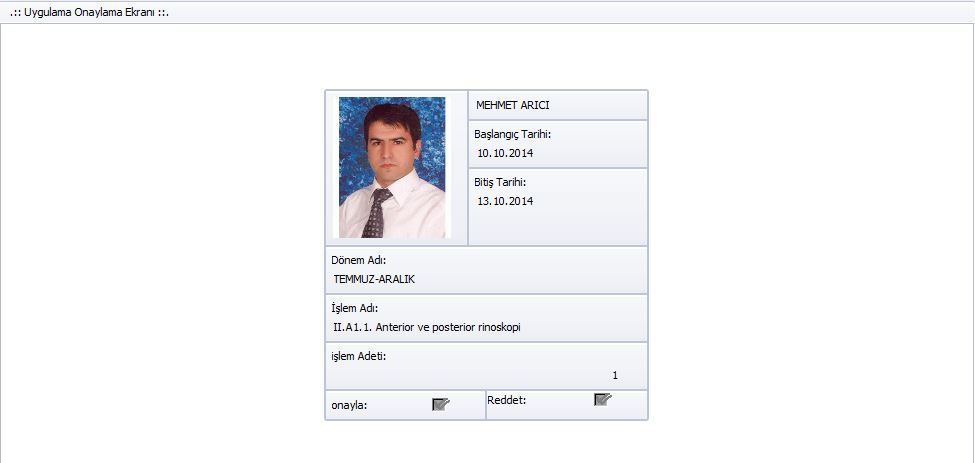 .:: Uygulama Onaylama Ekranı ::.
MEHMET ARICI
Başlangıç Tarihi:
10.10.2014
Bitiş Tarihi:
13.10.2014
Dönem Adı:
TEMMUZ-ARALIK
İşlem Adı:
II.A1.1. Anterior ve posterior rinoskopi
işlem Adeti:
1
onayla:
Reddet: